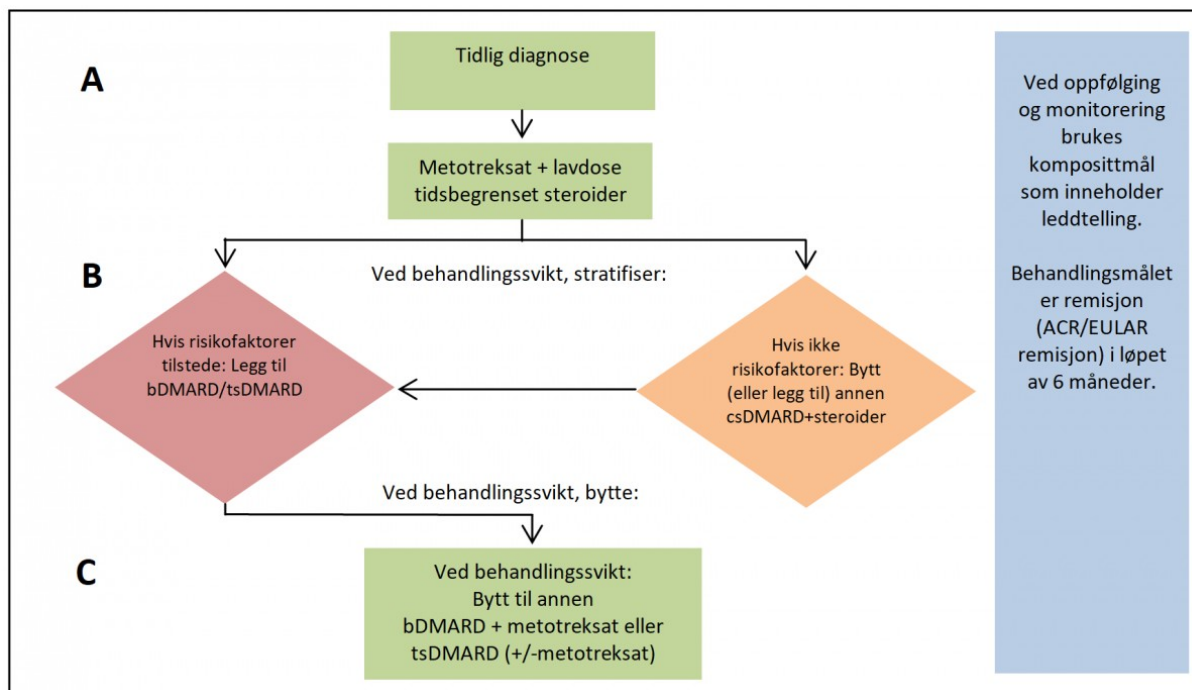 A
Tidlig diagnose
Metotreksat + lavdose
tidsbegrenset steroider
B
Ved behandlingssvikt, stratifiser:
Hvis risikofaktorer
tilstede: Legg til
bDMARD/tsDMARD
Hvis ikke
risikofaktorer: Bytt
(eller legg til) annen
csDMARD+steroider
Ved behandlingssvikt, bytte:
C
Ved behandlingssvikt:
Bytt til annen
bDMARD + metotreksat eller
tsDMARD (+/-metotreksat)
Ved oppfølging
og monitorering
brukes
komposittmål
som inneholder
leddtelling.
Behandlingsmålet
er remisjon
(ACR/EULAR
remisjon) i løpet
av 6 måneder.